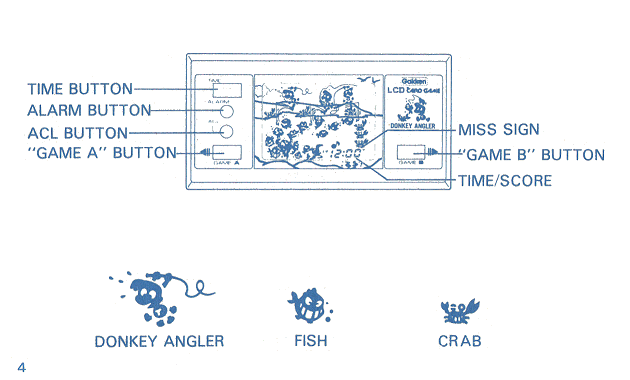 TIME
ALARM
ACL
GAME A
12:00
Gakken
LCD CARD GAME
DONKEY ANGLER
GAME B
TIME BUTTON
ALARM BUTTON
ACL BUTTON
"GAME A" BUTTON
MISS SIGN
"GAME B" BUTTON
TIME/SCORE
DONKEY ANGLER
FISH
CRAB
4